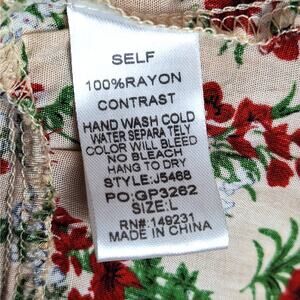 SELF
100%RAYON
CONTRAST
HAND WASH COLD
WATER SEPARA TELY
COLOR WILL BLEED
NO BLEACH
HANG TO DRY
STYLE:J5468
PO:GP3262
SIZE:L
RN#:149231
MADE IN CHINA